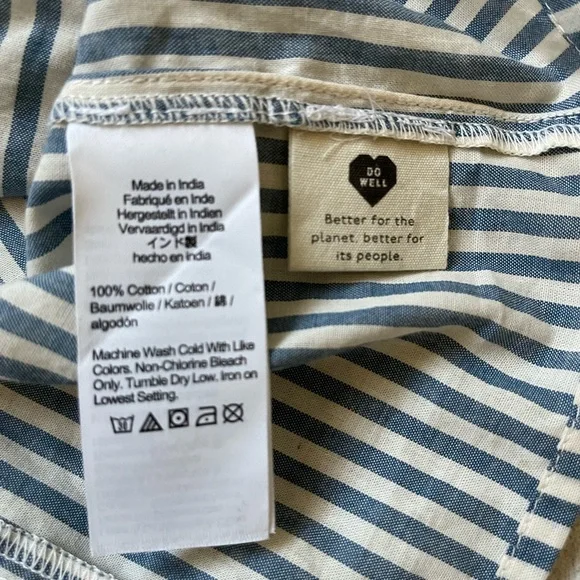 Made in India
Fabriqué en Inde
Hergestellt in Indien
Vervaardigd in India
インド製
hecho en india
100% Cotton / Coton /
Baumwolle / Katoen / 綿 /
algodón
Machine Wash Cold With Like
Colors. Non-Chlorine Bleach
Only. Tumble Dry Low. Iron on
Lowest Setting.
DO
WELL
Better for the
planet, better for
its people.